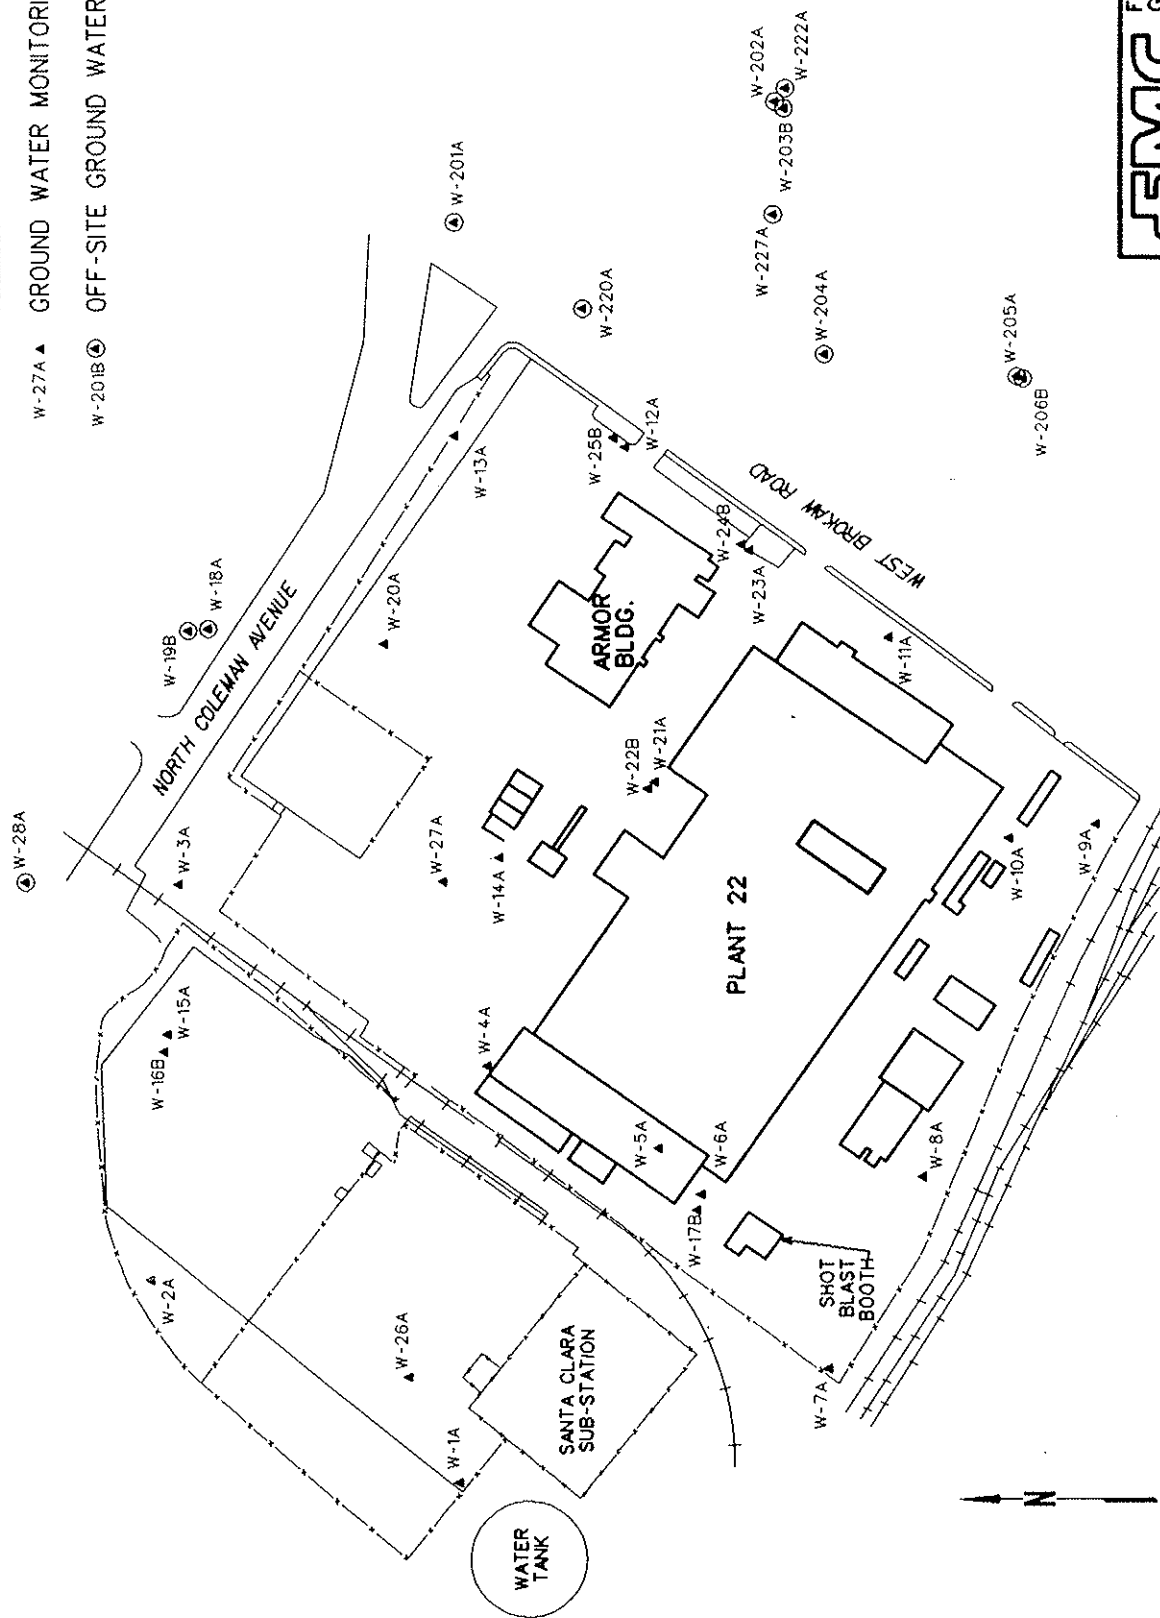 W-27A ▲ GROUND WATER MONITORI
W-201B OFF-SITE GROUND WATER
W-28A
W-19B
W-18A
W-201A
W-202A
W-222A
W-203B
W-227A
W-220A
W-204A
W-205A
W-206B
NORTH COLEMAN AVENUE
W-3A
W-20A
W-13A
W-25B
W-12A
W-15A
W-16B
W-27A
W-14A
ARMOR
BLDG.
W-24B
W-23A
WEST BROKAW ROAD
W-22B
W-21A
W-11A
W-4A
PLANT 22
W-10A
W-9A
W-2A
W-26A
W-5A
W-6A
W-17B
W-8A
W-1A
SANTA CLARA
SUB-STATION
SHOT
BLAST
BOOTH
W-7A
WATER
TANK
N
FMC